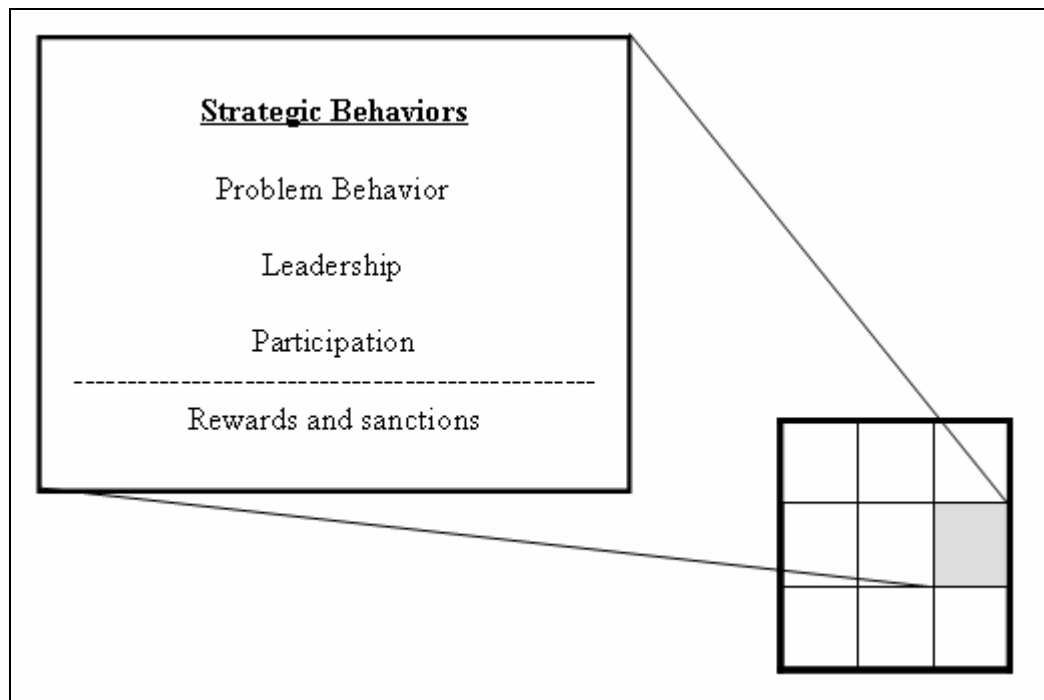 Strategic Behaviors
Problem Behavior
Leadership
Participation
Rewards and sanctions